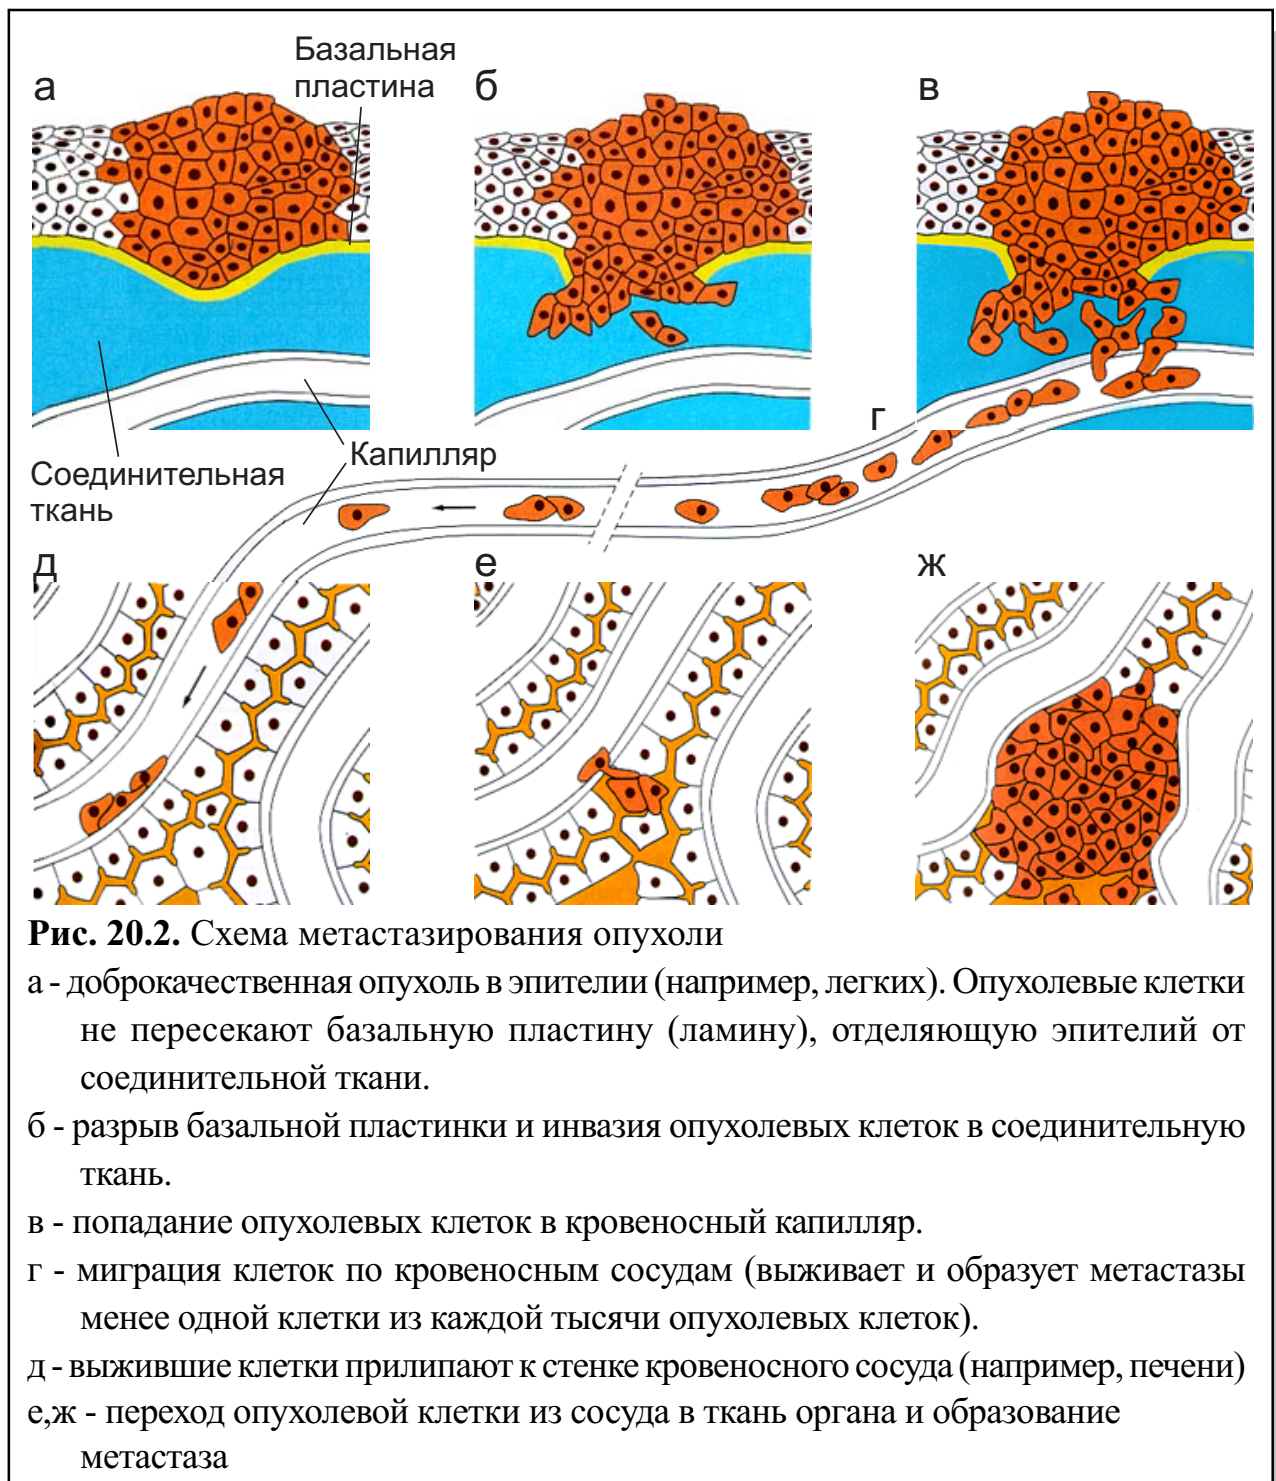 Базальная
пластина
а
б
в
г
Соединительная
ткань
Капилляр
д
е
ж
Рис. 20.2. Схема метастазирования опухоли
а - доброкачественная опухоль в эпителии (например, легких). Опухолевые клетки
не пересекают базальную пластину (ламину), отделяющую эпителий от
соединительной ткани.
б - разрыв базальной пластинки и инвазия опухолевых клеток в соединительную
ткань.
в - попадание опухолевых клеток в кровеносный капилляр.
г - миграция клеток по кровеносным сосудам (выживает и образует метастазы
менее одной клетки из каждой тысячи опухолевых клеток).
д - выжившие клетки прилипают к стенке кровеносного сосуда (например, печени)
е,ж - переход опухолевой клетки из сосуда в ткань органа и образование
метастаза